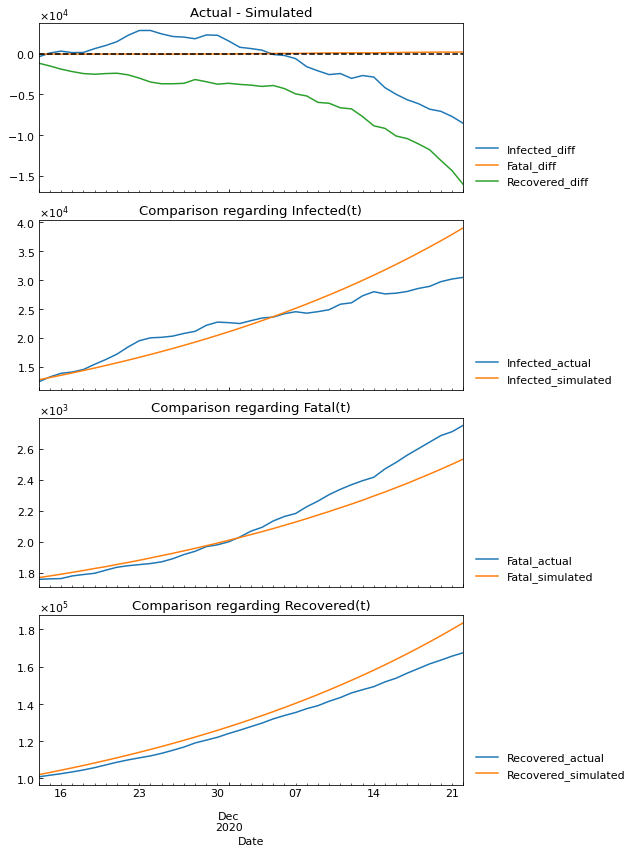 Actual - Simulated
×10⁴
0.0
−0.5
−1.0
−1.5
Infected_diff
Fatal_diff
Recovered_diff
Comparison regarding Infected(t)
×10⁴
4.0
3.5
3.0
2.5
2.0
1.5
Infected_actual
Infected_simulated
Comparison regarding Fatal(t)
×10³
2.6
2.4
2.2
2.0
1.8
Fatal_actual
Fatal_simulated
Comparison regarding Recovered(t)
×10⁵
1.8
1.6
1.4
1.2
1.0
Recovered_actual
Recovered_simulated
16 23 30 07 14 21
Dec
2020
Date